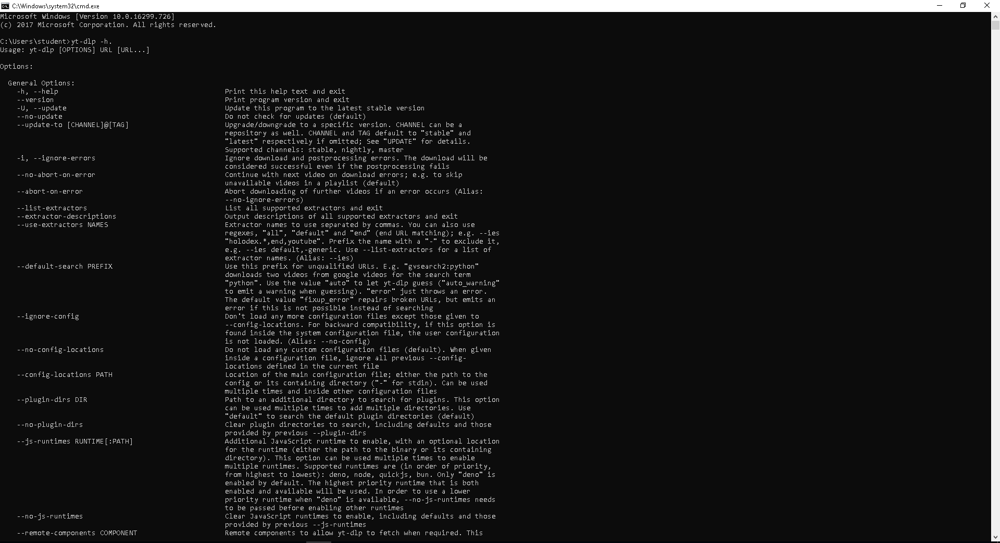 C:\Windows\system32\cmd.exe
Microsoft Windows [Version 10.0.16299.726]
(c) 2017 Microsoft Corporation. All rights reserved.
C:\Users\student>yt-dlp -h.
Usage: yt-dlp [OPTIONS] URL [URL...]
Options:
General Options:
-h, --help Print this help text and exit
--version Print program version and exit
-U, --update Update this program to the latest stable version
--no-update Do not check for updates (default)
--update-to [CHANNEL]@[TAG] Upgrade/downgrade to a specific version. CHANNEL can be a
repository as well. CHANNEL and TAG default to "stable" and
"latest" respectively if omitted; See "UPDATE" for details.
Supported channels: stable, nightly, master
-i, --ignore-errors Ignore download and postprocessing errors. The download will be
considered successful even if the postprocessing fails
--no-abort-on-error Continue with next video on download errors; e.g. to skip
unavailable videos in a playlist (default)
--abort-on-error Abort downloading of further videos if an error occurs (Alias:
--no-ignore-errors)
--list-extractors List all supported extractors and exit
--extractor-descriptions Output descriptions of all supported extractors and exit
--use-extractors NAMES Extractor names to use separated by commas. You can also use
regexes, "all", "default" and "end" (end URL matching); e.g. --ies
"holodex.*,end,youtube". Prefix the name with a "-" to exclude it,
e.g. --ies default,-generic. Use --list-extractors for a list of
extractor names. (Alias: --ies)
--default-search PREFIX Use this prefix for unqualified URLs. E.g. "gvsearch2:python"
downloads two videos from google videos for the search term
"python". Use the value "auto" to let yt-dlp guess ("auto_warning"
to emit a warning when guessing). "error" just throws an error.
The default value "fixup_error" repairs broken URLs, but emits an
error if this is not possible instead of searching
--ignore-config Don't load any more configuration files except those given to
--config-locations. For backward compatibility, if this option is
found inside the system configuration file, the user configuration
is not loaded. (Alias: --no-config)
--no-config-locations Do not load any custom configuration files (default). When given
inside a configuration file, ignore all previous --config-
locations defined in the current file
--config-locations PATH Location of the main configuration file; either the path to the
config or its containing directory ("-" for stdin). Can be used
multiple times and inside other configuration files
--plugin-dirs DIR Path to an additional directory to search for plugins. This option
can be used multiple times to add multiple directories. Use
"default" to search the default plugin directories (default)
--no-plugin-dirs Clear plugin directories to search, including defaults and those
provided by previous --plugin-dirs
--js-runtimes RUNTIME[:PATH] Additional JavaScript runtime to enable, with an optional location
for the runtime (either the path to the binary or its containing
directory). This option can be used multiple times to enable
multiple runtimes. Supported runtimes are (in order of priority,
from highest to lowest): deno, node, quickjs, bun. Only "deno" is
enabled by default. The highest priority runtime that is both
enabled and available will be used. In order to use a lower
priority runtime when "deno" is available, --no-js-runtimes needs
to be passed before enabling other runtimes
--no-js-runtimes Clear JavaScript runtimes to enable, including defaults and those
provided by previous --js-runtimes
--remote-components COMPONENT Remote components to allow yt-dlp to fetch when required. This